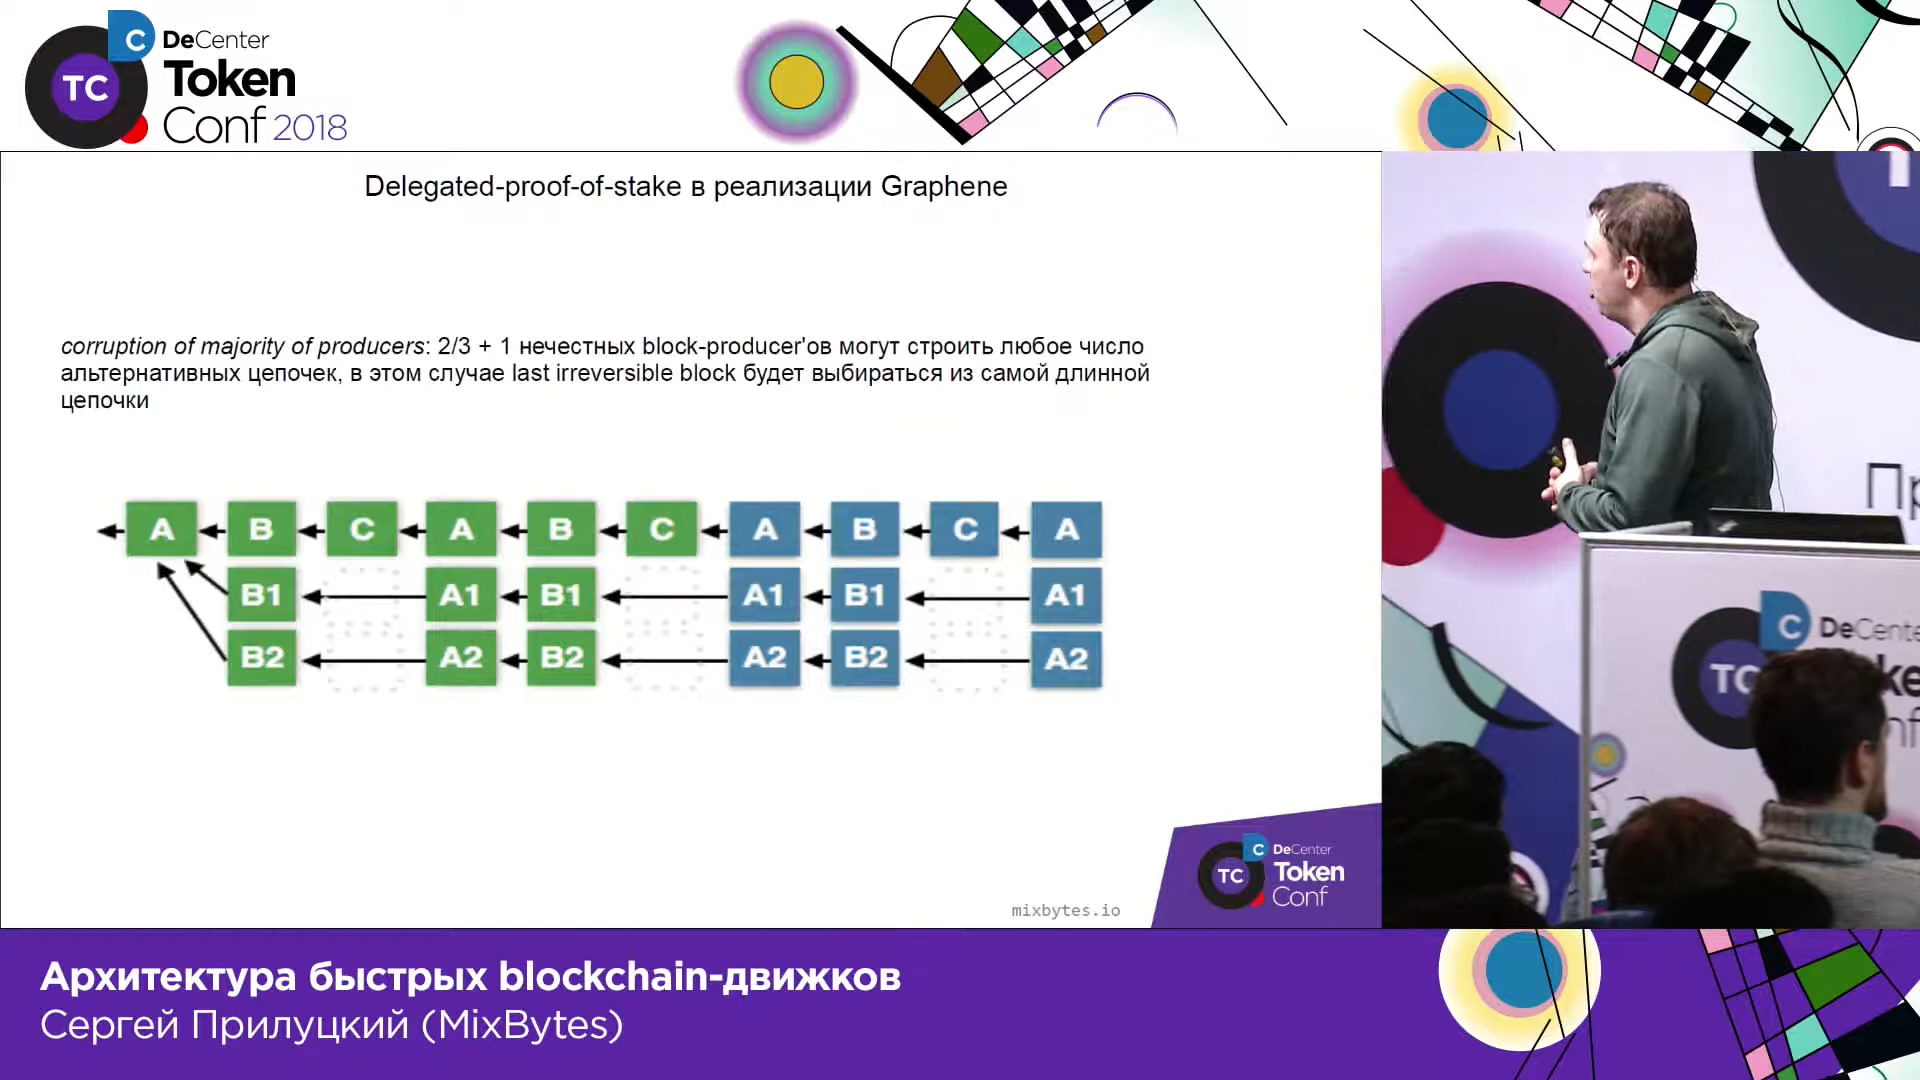 C DeCenter
TC Token
Conf 2018
Delegated-proof-of-stake в реализации Graphene
corruption of majority of producers: 2/3 + 1 нечестных block-producer'ов могут строить любое число
альтернативных цепочек, в этом случае last irreversible block будет выбираться из самой длинной
цепочки
A B C A B C A B C A
B1 A1 B1 A1 B1 A1
B2 A2 B2 A2 B2 A2
C DeCenter
TC Token
Conf
mixbytes.io
C
TC
Архитектура быстрых blockchain-движков
Сергей Прилуцкий (MixBytes)